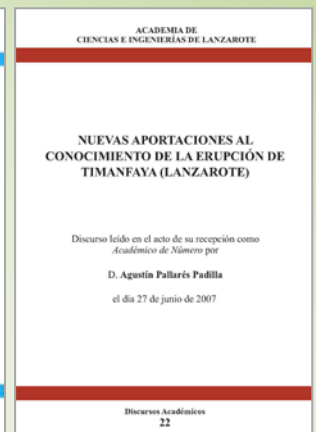 ACADEMIA DE
CIENCIAS E INGENIERÍAS DE LANZAROTE
NUEVAS APORTACIONES AL
CONOCIMIENTO DE LA ERUPCIÓN DE
TIMANFAYA (LANZAROTE)
Discurso leído en el acto de su recepción como
Académico de Número por
D. Agustín Pallarés Padilla
el día 27 de junio de 2007
Discursos Académicos
22